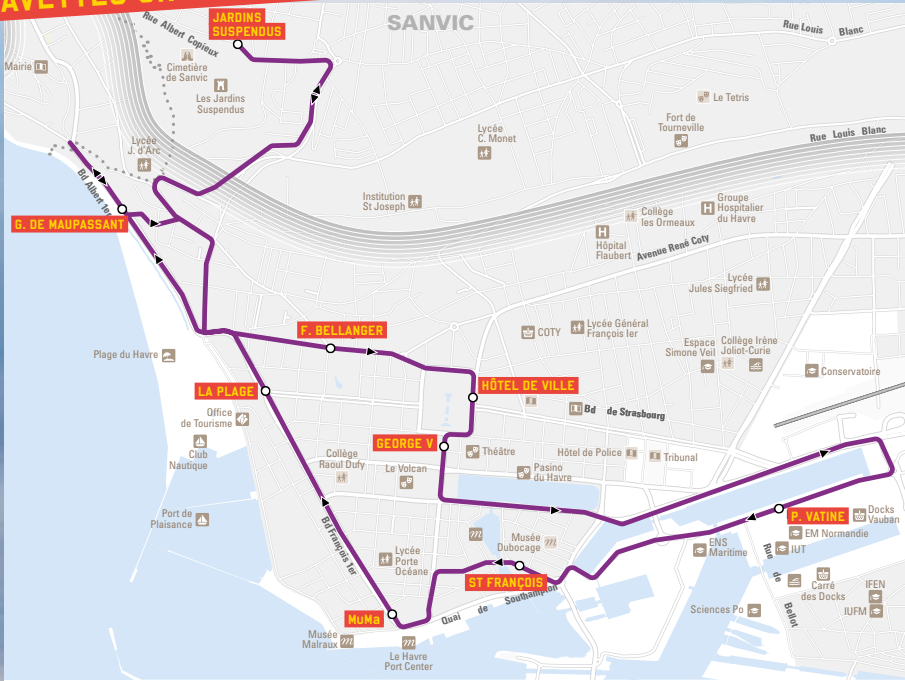 SANVIC
JARDINS
SUSPENDUS
Rue Albert Copieux
Rue Louis Blanc
Mairie
Cimetière
de Sanvic
Les Jardins
Suspendus
Le Tetris
Fort de
Tourneville
Lycée
J. d'Arc
Lycée
C. Monet
Rue Louis Blanc
Bd Albert 1er
Institution
St Joseph
Groupe
Hospitalier
du Havre
Collège
les Ormeaux
G. DE MAUPASSANT
Hôpital
Flaubert
Avenue René Coty
Lycée
Jules Siegfried
F. BELLANGER
COTY
Lycée Général
François Ier
Espace
Simone Veil
Collège Irène
Joliot-Curie
Plage du Havre
Conservatoire
LA PLAGE
HÔTEL DE VILLE
Office
de Tourisme
Bd de Strasbourg
Club
Nautique
GEORGE V
Théâtre
Hôtel de Police
Tribunal
Collège
Raoul Dufy
Le Volcan
Pasino
du Havre
Port de
Plaisance
Bd François 1er
P. VATINE
Docks
Vauban
EM Normandie
Musée
Dubocage
ENS
Maritime
IUT
Rue de Bellot
Lycée
Porte
Océane
ST FRANÇOIS
Carré
des Docks
IFEN
Quai de Southampton
MuMa
Sciences Po
IUFM
Musée
Malraux
Le Havre
Port Center